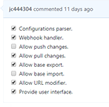 jc444304 commented 11 days ago
Configurations parser.
Webhook handler.
Allow push changes.
Allow pull changes.
Allow base export.
Allow base import.
Allow URL modifier.
Provide user interface.